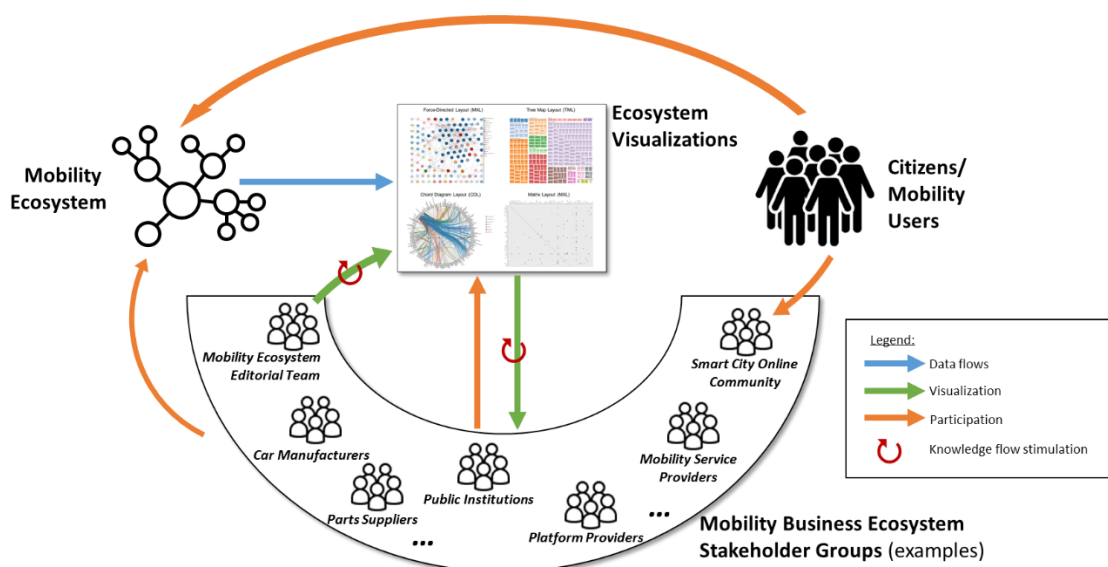 Mobility
Ecosystem
Force-Directed Layout (MXL)
Tree Map Layout (TML)
Chord Diagram Layout (CDL)
Matrix Layout (MXL)
Ecosystem
Visualizations
Citizens/
Mobility
Users
Mobility Ecosystem
Editorial Team
Car Manufacturers
Parts Suppliers
...
Public Institutions
Platform Providers
...
Mobility Service
Providers
Smart City Online
Community
Legend:
Data flows
Visualization
Participation
Knowledge flow stimulation
Mobility Business Ecosystem
Stakeholder Groups (examples)